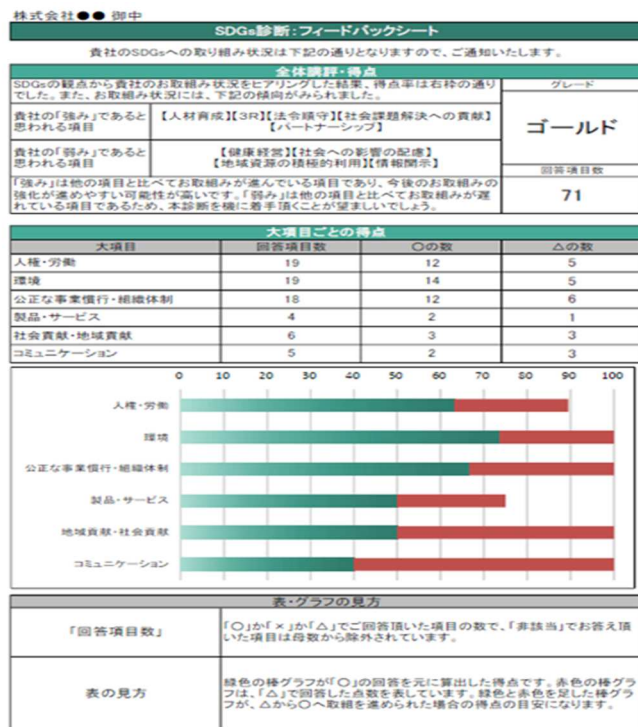 株式会社●● 御中
SDGs診断:フィードバックシート
貴社のSDGsへの取り組み状況は下記の通りとなりますので、ご通知いたします。
全体講評・得点
SDGsの観点から貴社のお取組み状況をヒアリングした結果、得点率は右枠の通り
でした。また、お取組み状況には、下記の傾向がみられました。
グレード
貴社の「強み」であると
思われる項目
【人材育成】【3R】【法令順守】【社会課題解決への貢献】
【パートナーシップ】
ゴールド
貴社の「弱み」であると
思われる項目
【健康経営】【社会への影響の配慮】
【地域資源の積極的利用】【情報開示】
回答項目数
「強み」は他の項目と比べてお取組みが進んでいる項目であり、今後のお取組みの
強化が進めやすい可能性が高いです。「弱み」は他の項目と比べてお取組みが遅
れている項目であるため、本診断を機に着手頂くことが望ましいでしょう。
71
大項目ごとの得点
大項目 回答項目数 〇の数 △の数
人権・労働 19 12 5
環境 19 14 5
公正な事業慣行・組織体制 18 12 6
製品・サービス 4 2 1
社会貢献・地域貢献 6 3 3
コミュニケーション 5 2 3
0 10 20 30 40 50 60 70 80 90 100
人権・労働
環境
公正な事業慣行・組織体制
製品・サービス
地域貢献・社会貢献
コミュニケーション
表・グラフの見方
「回答項目数」
「〇」か「×」か「△」でご回答頂いた項目の数で、「非該当」でお答え頂
いた項目は母数から除外されています。
表の見方
緑色の棒グラフが「〇」の回答を元に算出した得点です。赤色の棒グラ
フは、「△」で回答した点数を表しています。緑色と赤色を足した棒グラ
フが、△から〇へ取組を進められた場合の得点の目安になります。